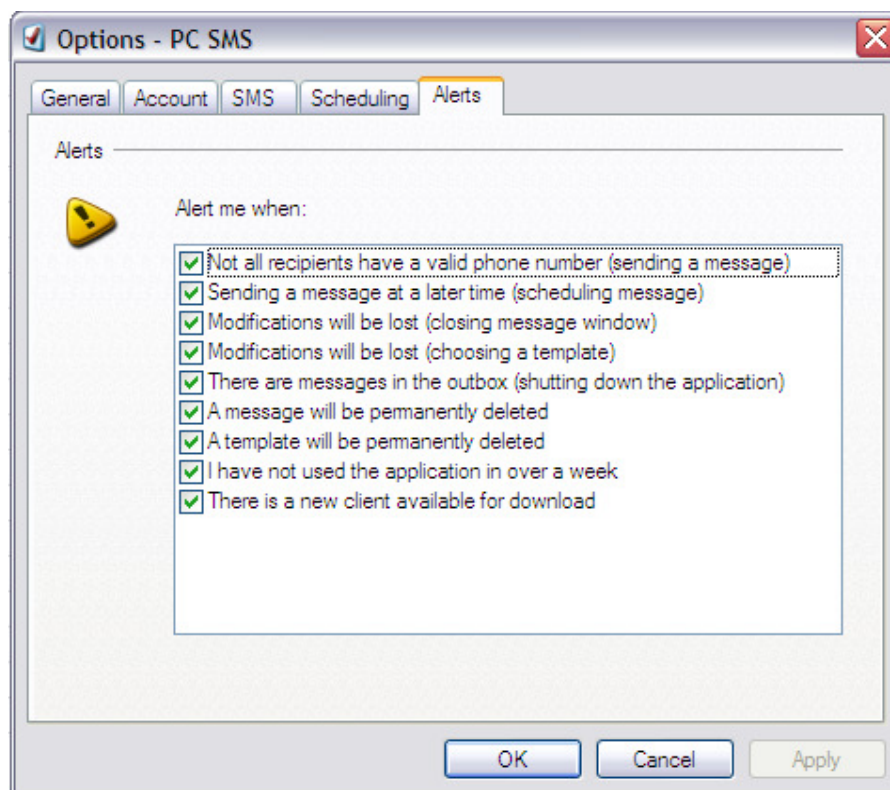 Options - PC SMS
General Account SMS Scheduling Alerts
Alerts
Alert me when:
Not all recipients have a valid phone number (sending a message)
Sending a message at a later time (scheduling message)
Modifications will be lost (closing message window)
Modifications will be lost (choosing a template)
There are messages in the outbox (shutting down the application)
A message will be permanently deleted
A template will be permanently deleted
I have not used the application in over a week
There is a new client available for download
OK Cancel Apply